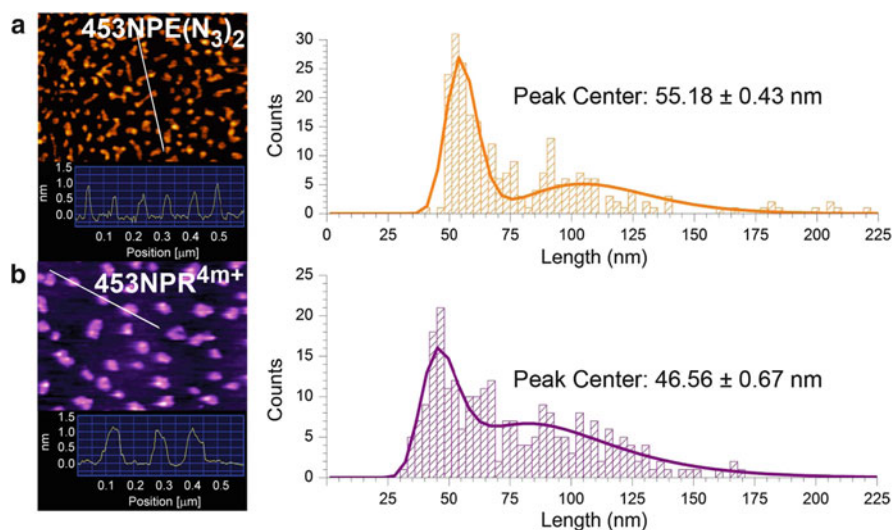 a
453NPE(N₃)₂
nm
1.5
1.0
0.5
0.0
0.1 0.2 0.3 0.4 0.5
Position [µm]
Counts
30
25
20
15
10
5
0
Peak Center: 55.18 ± 0.43 nm
0 25 50 75 100 125 150 175 200 225
Length (nm)
b
453NPR⁴ᵐ⁺
nm
1.5
1.0
0.5
0.0
0.1 0.2 0.3 0.4 0.5
Position [µm]
Counts
25
20
15
10
5
0
Peak Center: 46.56 ± 0.67 nm
0 25 50 75 100 125 150 175 200 225
Length (nm)